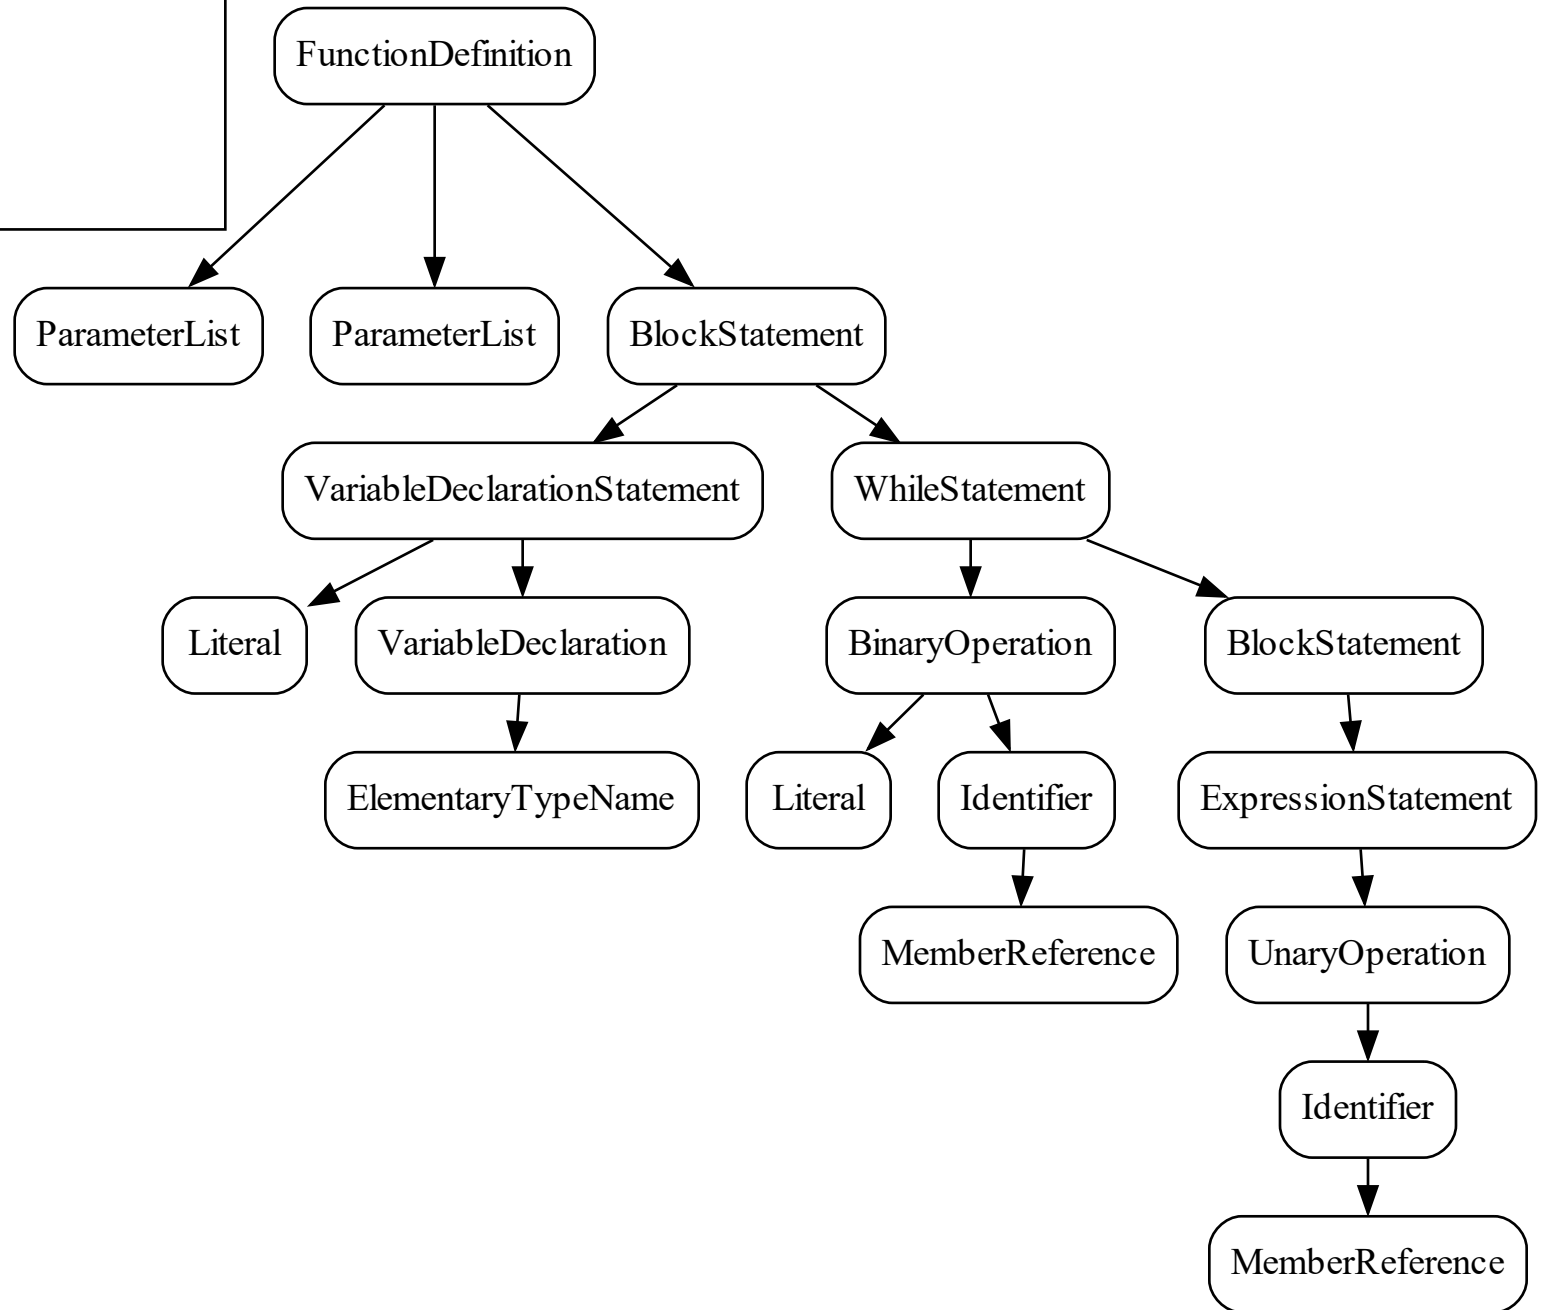 FunctionDefinition
ParameterList
ParameterList
BlockStatement
VariableDeclarationStatement
WhileStatement
Literal
VariableDeclaration
BinaryOperation
BlockStatement
ElementaryTypeName
Literal
Identifier
ExpressionStatement
MemberReference
UnaryOperation
Identifier
MemberReference